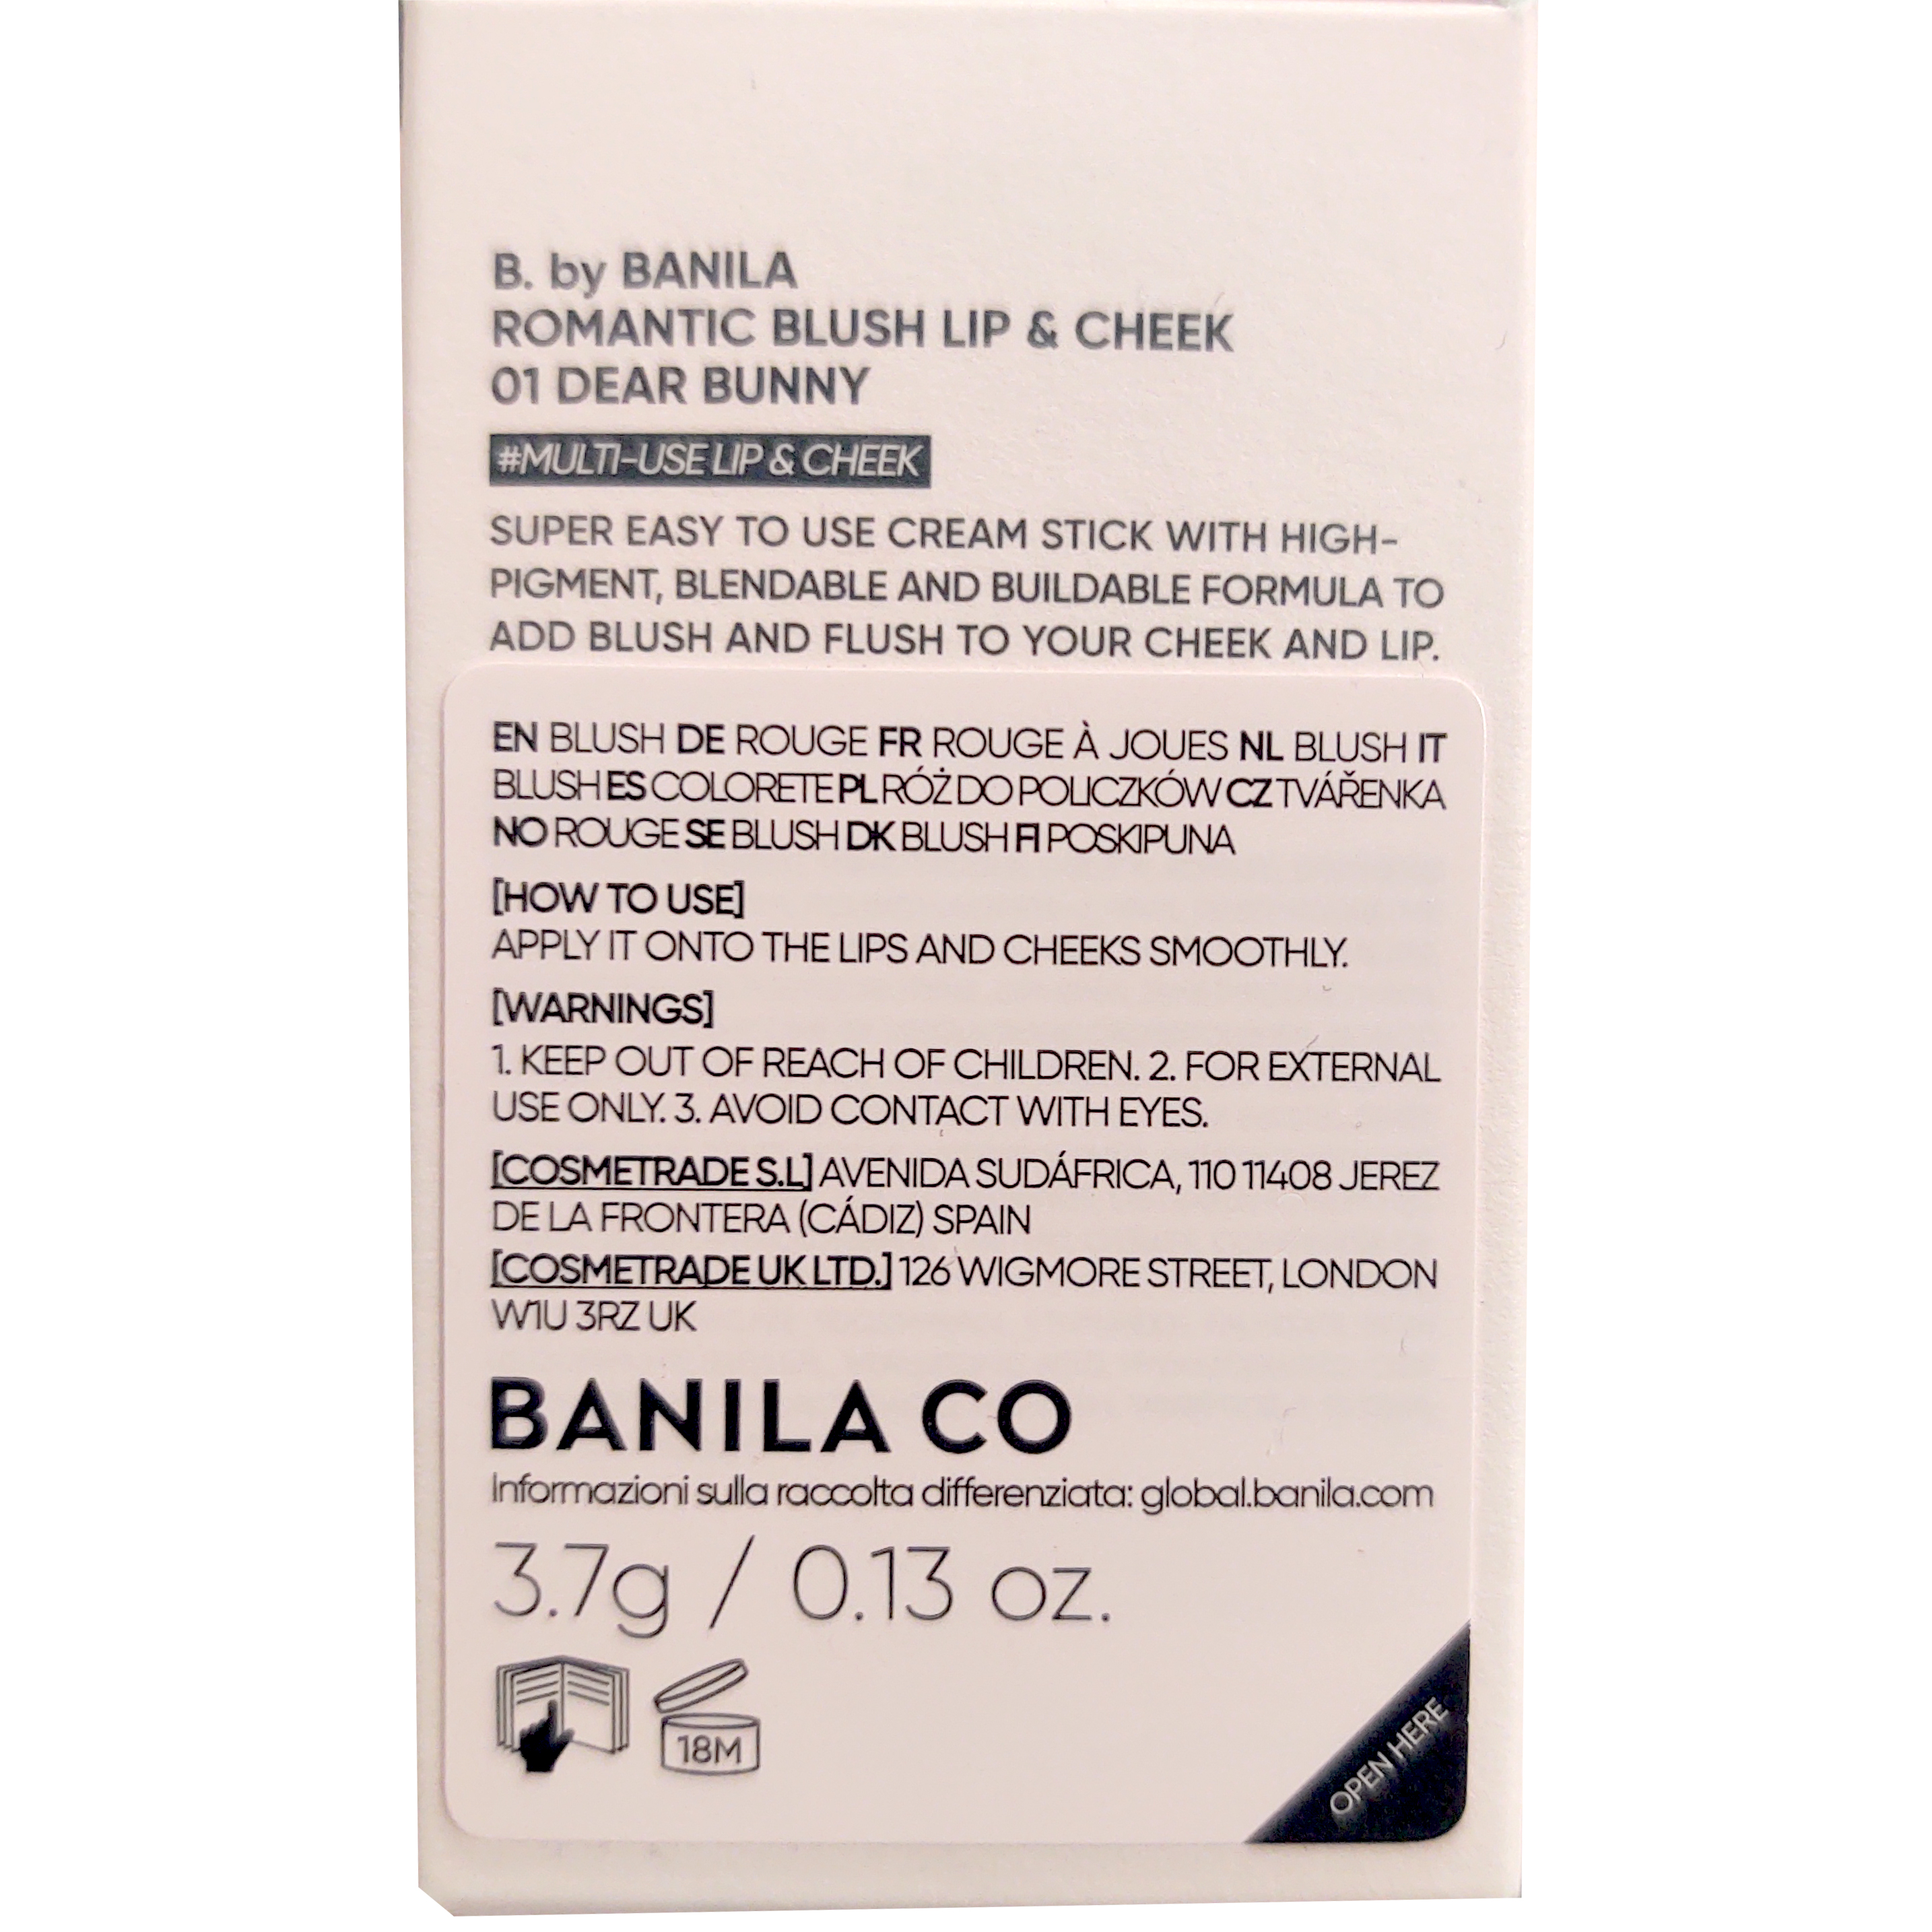 B. by BANILA
ROMANTIC BLUSH LIP & CHEEK
01 DEAR BUNNY
#MULTI-USE LIP & CHEEK
SUPER EASY TO USE CREAM STICK WITH HIGH-
PIGMENT, BLENDABLE AND BUILDABLE FORMULA TO
ADD BLUSH AND FLUSH TO YOUR CHEEK AND LIP.
EN BLUSH DE ROUGE FR ROUGE À JOUES NL BLUSH IT
BLUSH ES COLORETE PL RÓŻ DO POLICZKÓW CZ TVÁŘENKA
NO ROUGE SE BLUSH DK BLUSH FI POSKIPUNA
[HOW TO USE]
APPLY IT ONTO THE LIPS AND CHEEKS SMOOTHLY.
[WARNINGS]
1. KEEP OUT OF REACH OF CHILDREN. 2. FOR EXTERNAL
USE ONLY. 3. AVOID CONTACT WITH EYES.
[COSMETRADE S.L] AVENIDA SUDÁFRICA, 110 11408 JEREZ
DE LA FRONTERA (CÁDIZ) SPAIN
[COSMETRADE UK LTD.] 126 WIGMORE STREET, LONDON
W1U 3RZ UK
BANILA CO
Informazioni sulla raccolta differenziata: global.banila.com
3.7g / 0.13 oz.
18M
OPEN HERE